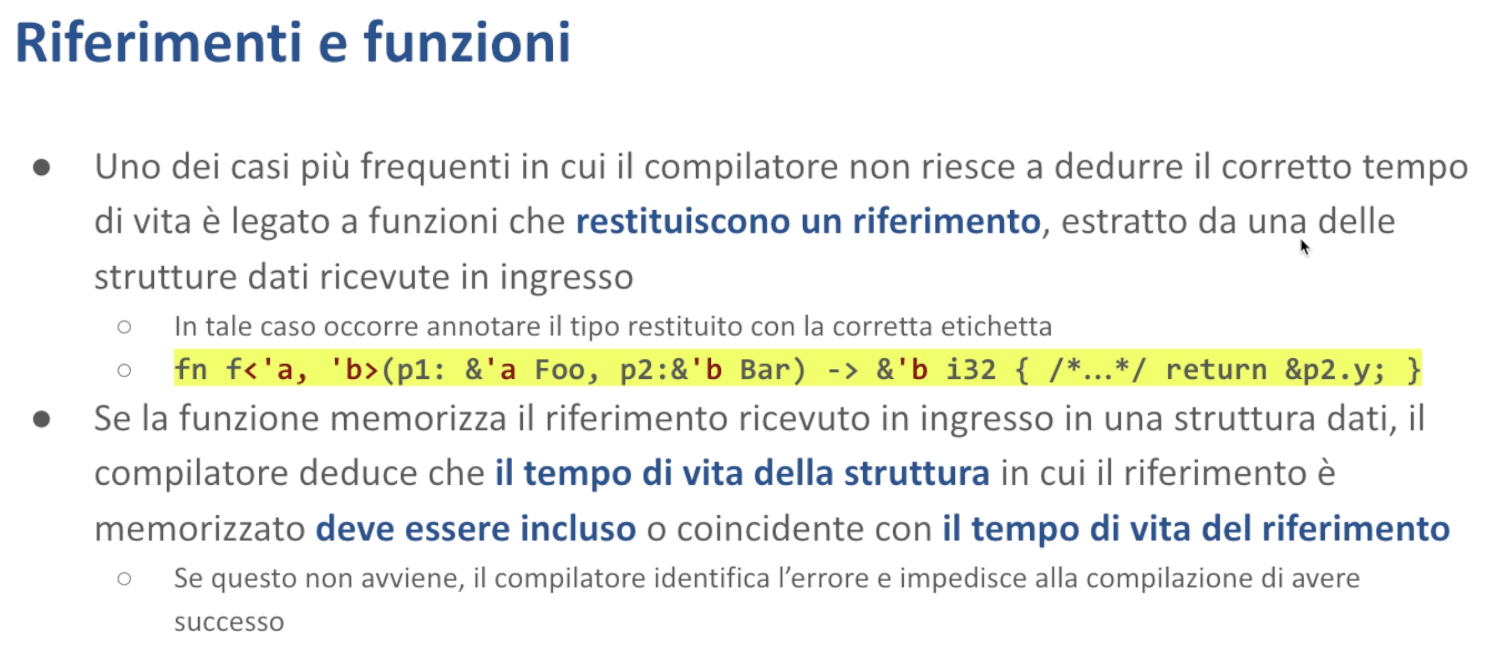 Riferimenti e funzioni
● Uno dei casi più frequenti in cui il compilatore non riesce a dedurre il corretto tempo
di vita è legato a funzioni che restituiscono un riferimento, estratto da una delle
strutture dati ricevute in ingresso
○ In tale caso occorre annotare il tipo restituito con la corretta etichetta
○ fn f<'a, 'b>(p1: &'a Foo, p2:&'b Bar) -> &'b i32 { /*...*/ return &p2.y; }
● Se la funzione memorizza il riferimento ricevuto in ingresso in una struttura dati, il
compilatore deduce che il tempo di vita della struttura in cui il riferimento è
memorizzato deve essere incluso o coincidente con il tempo di vita del riferimento
○ Se questo non avviene, il compilatore identifica l'errore e impedisce alla compilazione di avere
successo